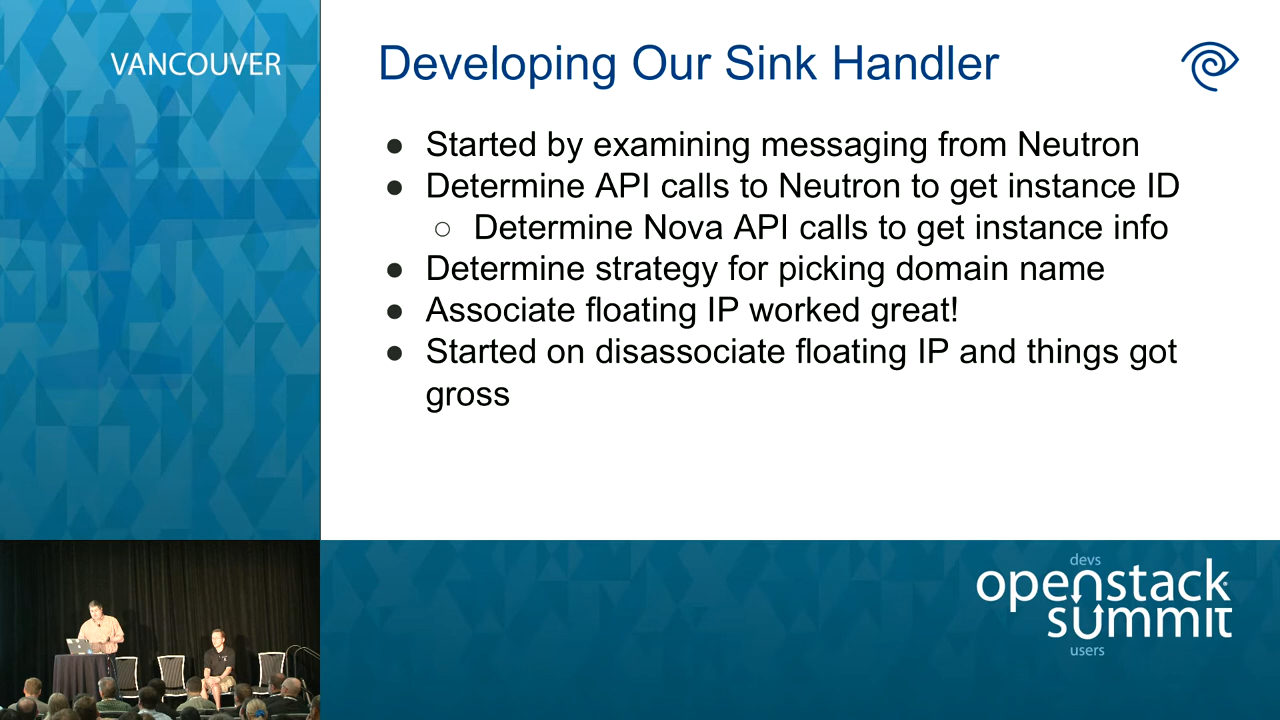 VANCOUVER
Developing Our Sink Handler
● Started by examining messaging from Neutron
● Determine API calls to Neutron to get instance ID
○ Determine Nova API calls to get instance info
● Determine strategy for picking domain name
● Associate floating IP worked great!
● Started on disassociate floating IP and things got
gross
devs
openstack
summit
users